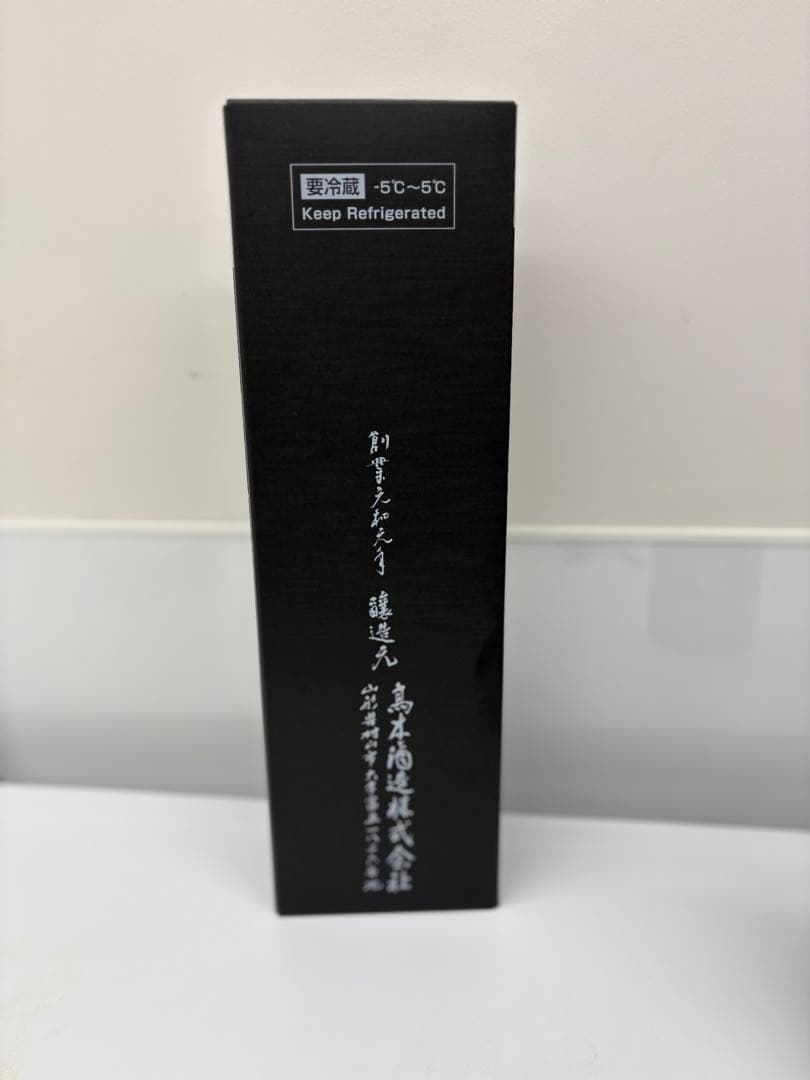 要冷蔵 -5℃～5℃
Keep Refrigerated
創業元和元年 醸造元
高木酒造株式会社
山形県村山市大字富並一八二六番地